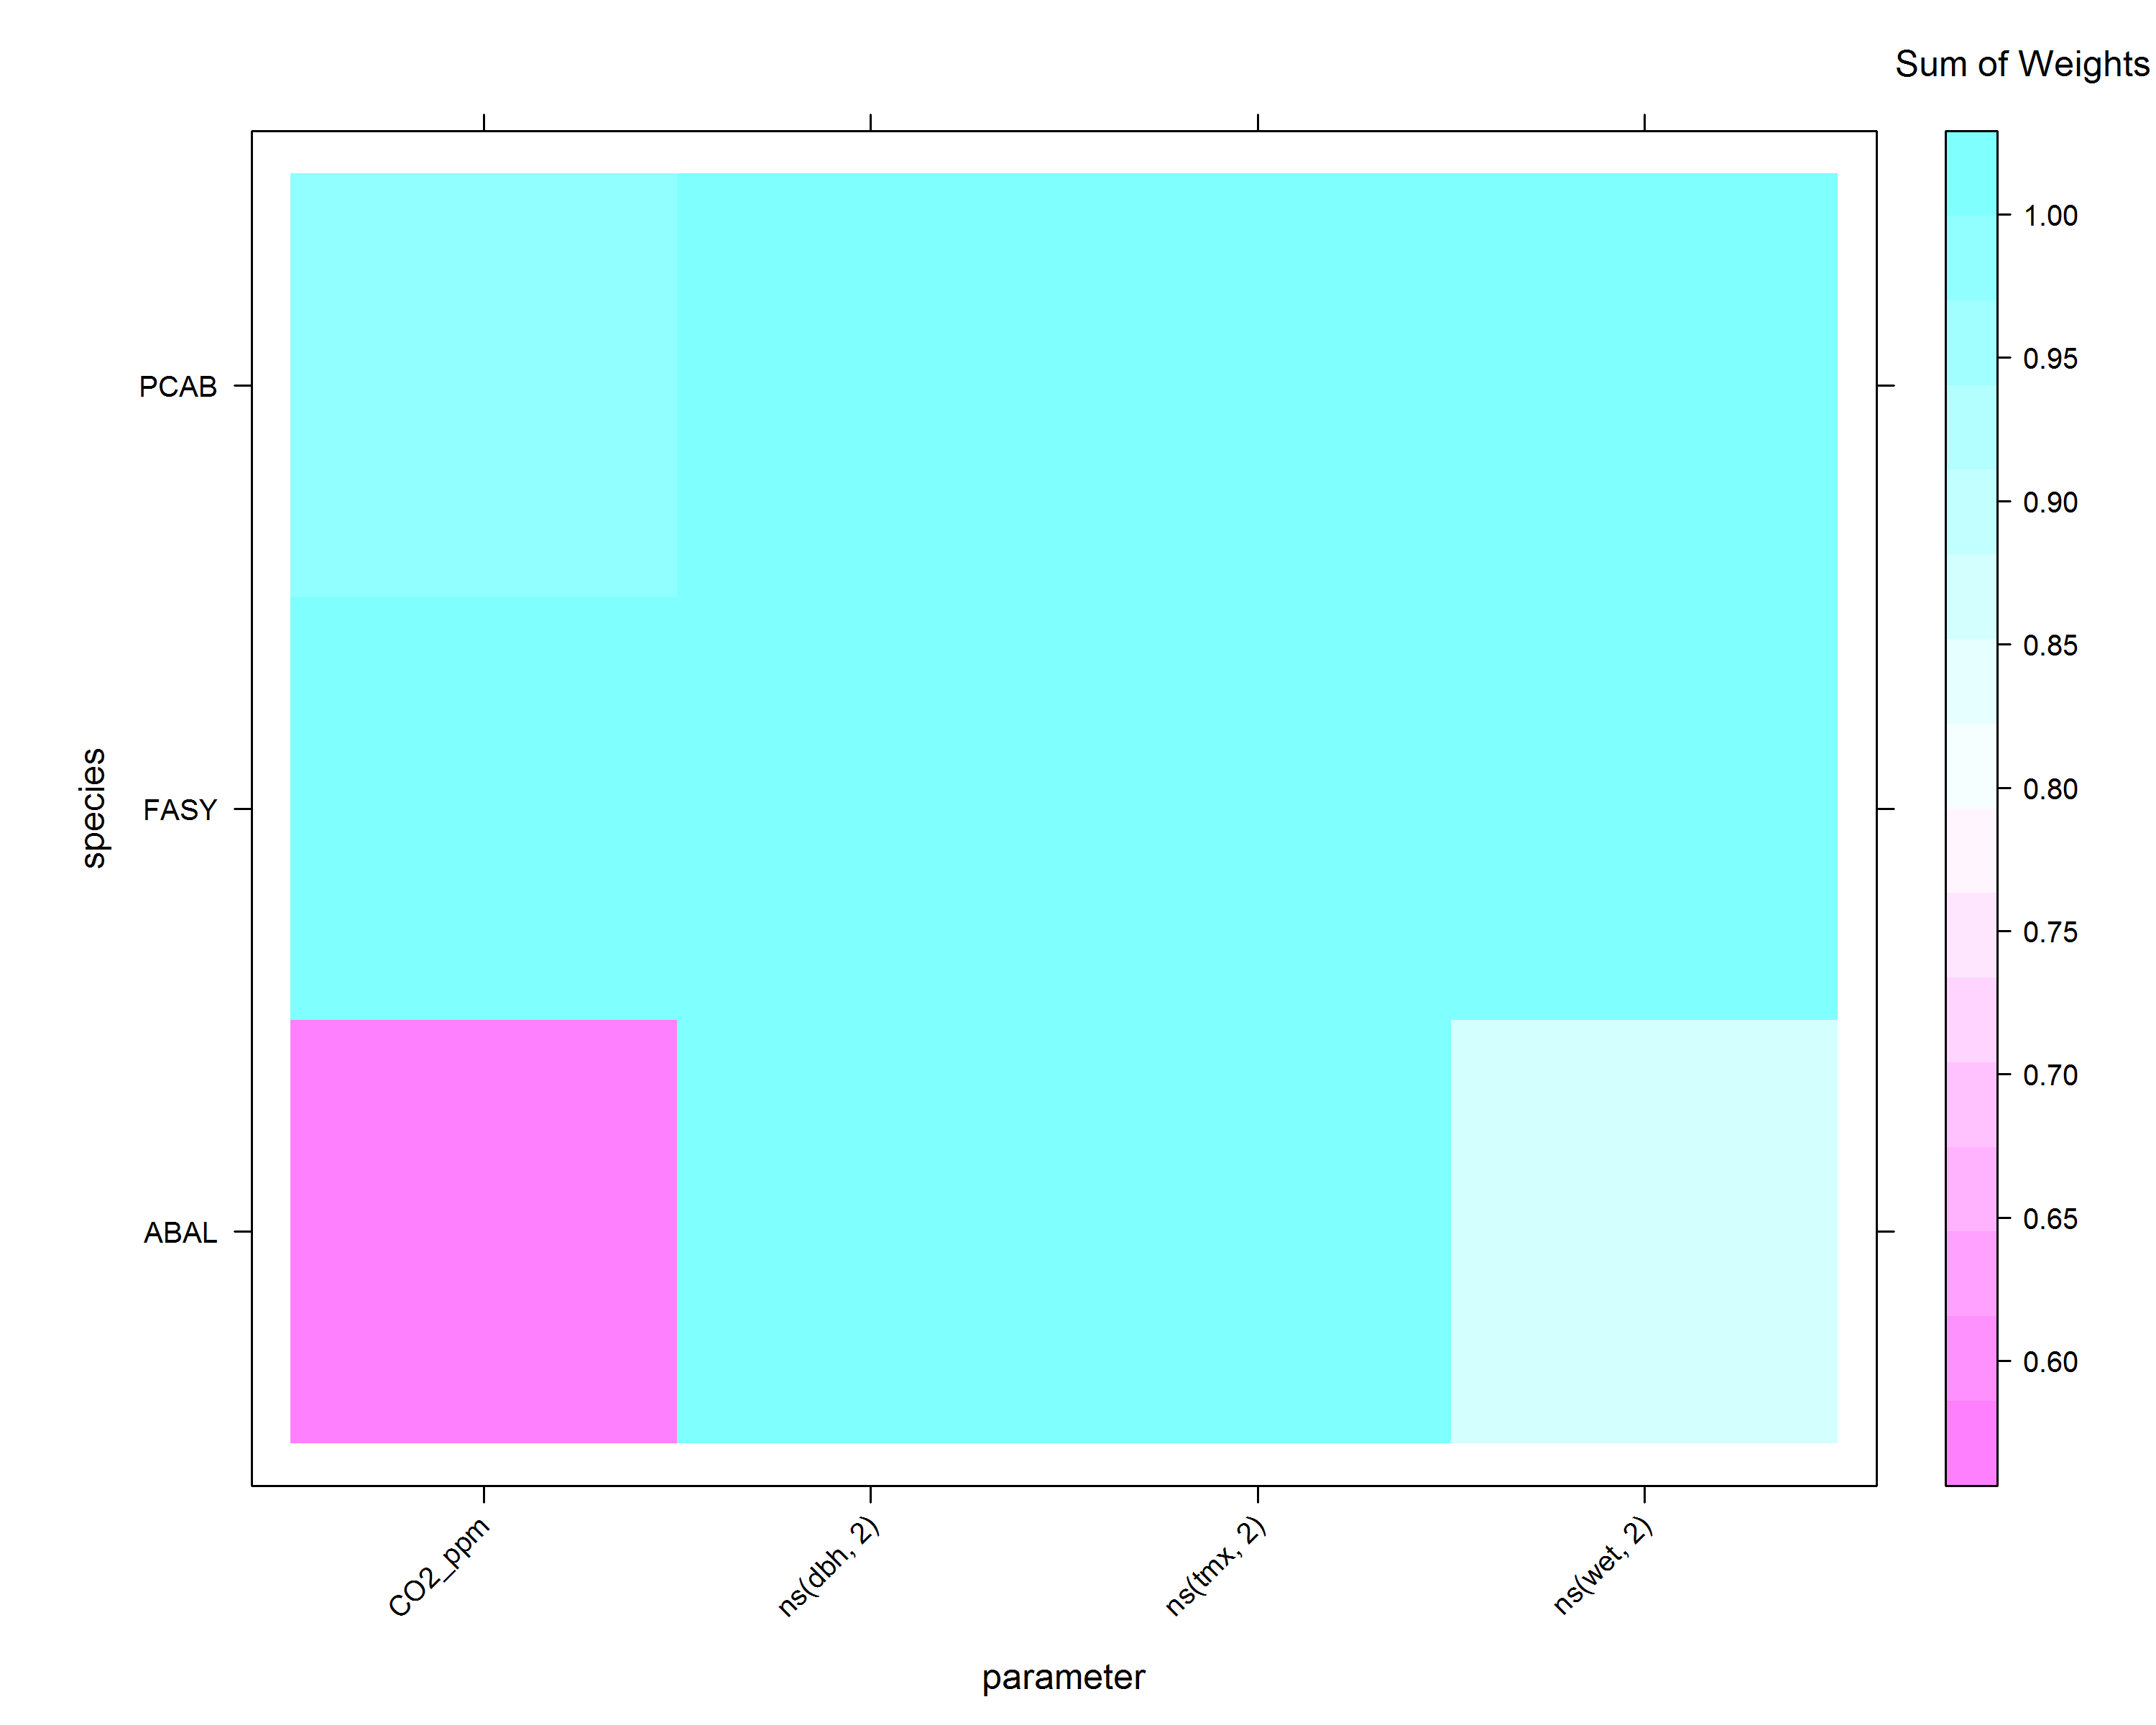 Sum of Weights
1.00
0.95
0.90
0.85
0.80
0.75
0.70
0.65
0.60
species
PCAB
FASY
ABAL
CO2_ppm
ns(dbh, 2)
ns(tmx, 2)
ns(wet, 2)
parameter